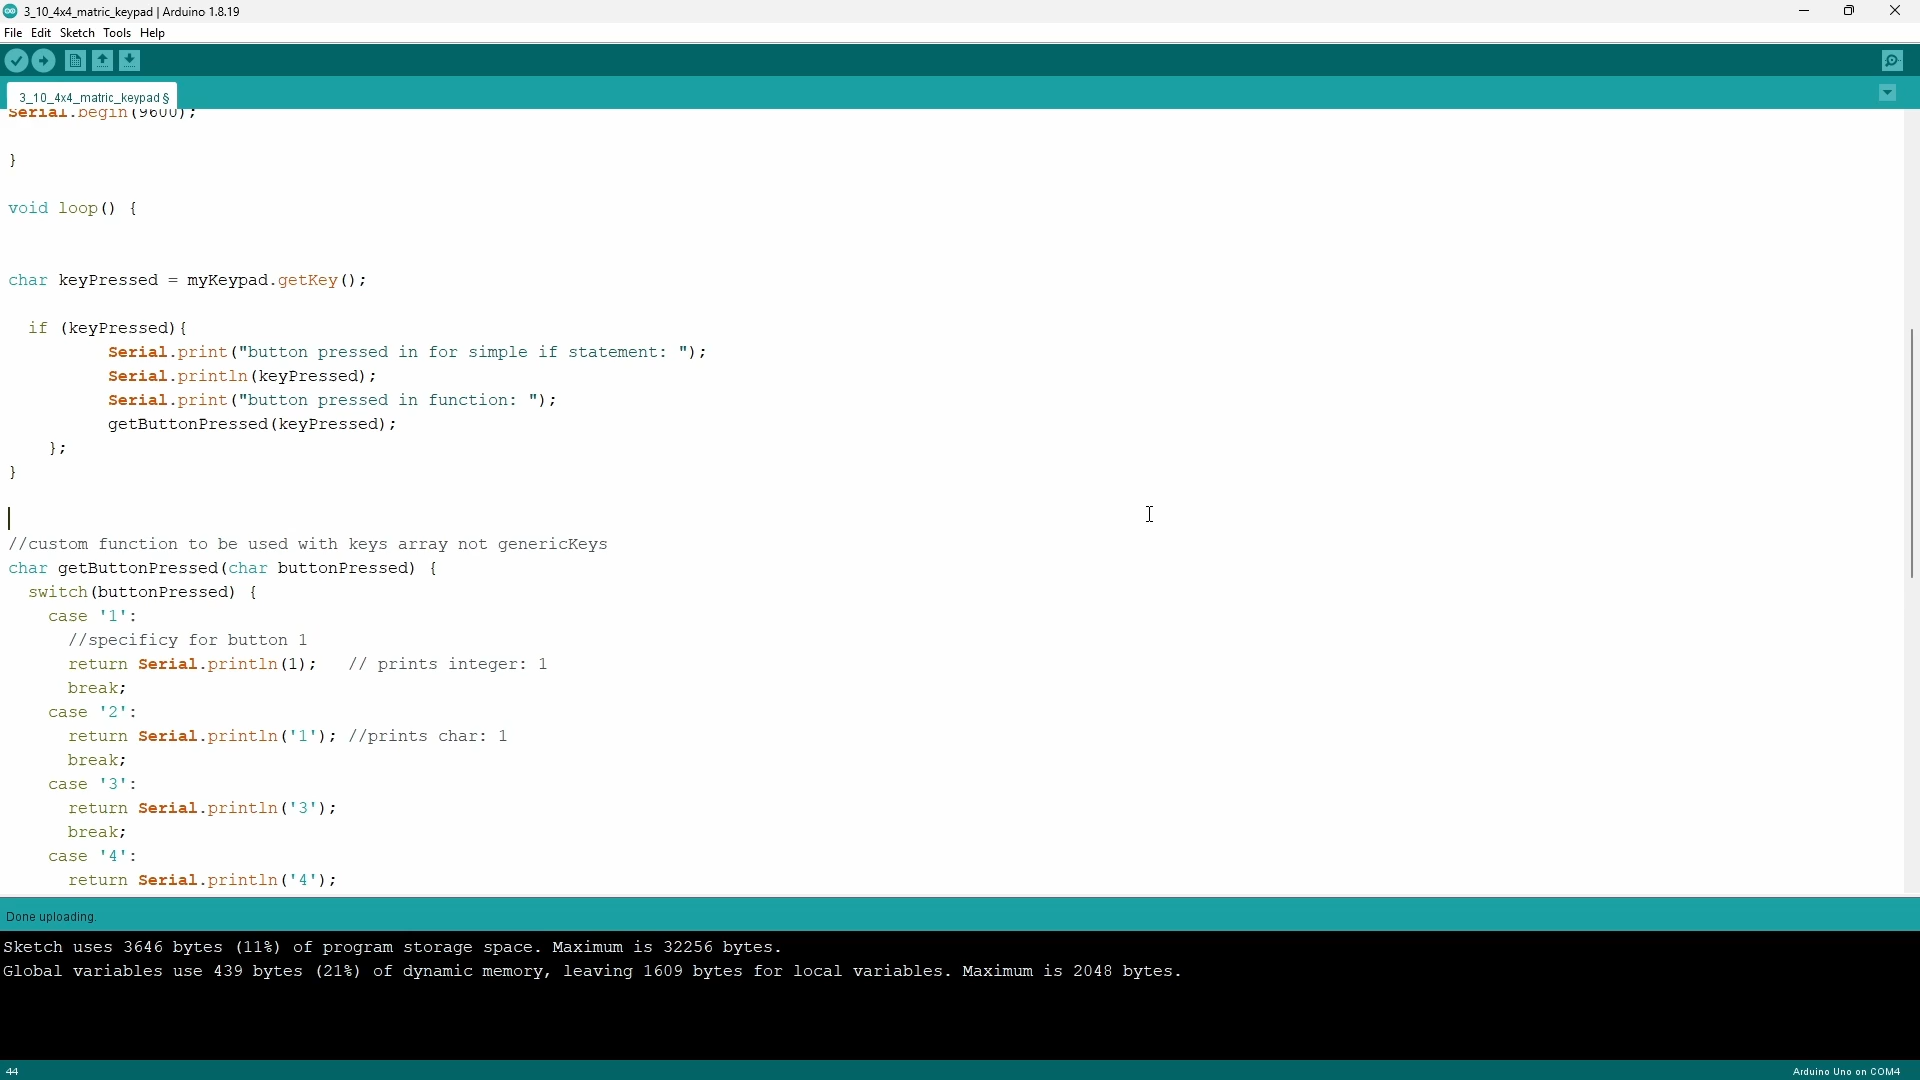 3_10_4x4_matric_keypad | Arduino 1.8.19
File Edit Sketch Tools Help
3_10_4x4_matric_keypad §
Serial.begin(9600);
}
void loop() {
char keyPressed = myKeypad.getKey();
if (keyPressed){
Serial.print("button pressed in for simple if statement: ");
Serial.println(keyPressed);
Serial.print("button pressed in function: ");
getButtonPressed(keyPressed);
};
}
//custom function to be used with keys array not genericKeys
char getButtonPressed(char buttonPressed) {
switch(buttonPressed) {
case '1':
//specificy for button 1
return Serial.println(1);   // prints integer: 1
break;
case '2':
return Serial.println('1'); //prints char: 1
break;
case '3':
return Serial.println('3');
break;
case '4':
return Serial.println('4');
Done uploading.
Sketch uses 3646 bytes (11%) of program storage space. Maximum is 32256 bytes.
Global variables use 439 bytes (21%) of dynamic memory, leaving 1609 bytes for local variables. Maximum is 2048 bytes.
44
Arduino Uno on COM4